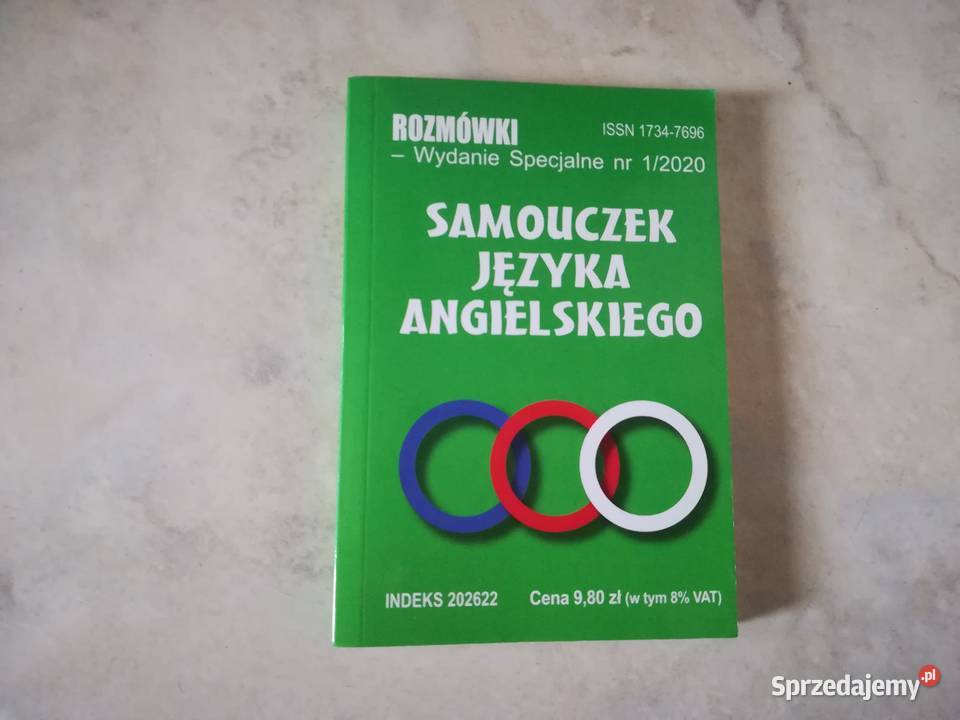 ROZMÓWKI
ISSN 1734-7696
– Wydanie Specjalne nr 1/2020
SAMOUCZEK
JĘZYKA
ANGIELSKIEGO
INDEKS 202622
Cena 9,80 zł (w tym 8% VAT)
Sprzedajemy.pl